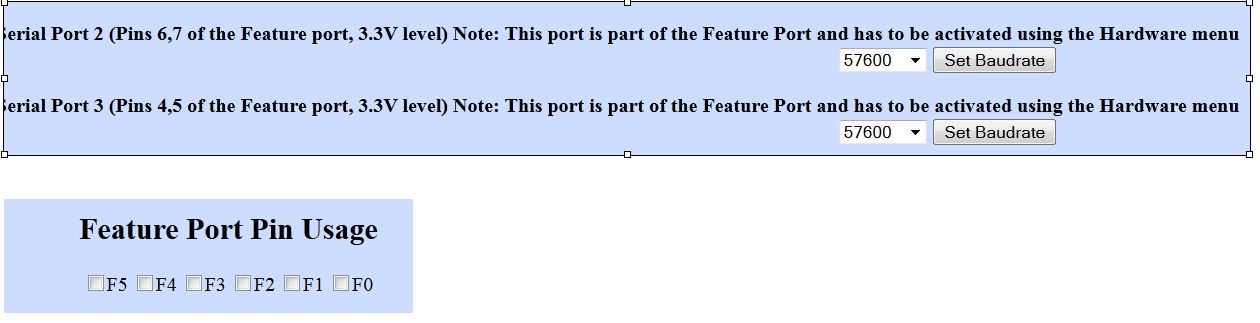 Serial Port 2 (Pins 6,7 of the Feature port, 3.3V level) Note: This port is part of the Feature Port and has to be activated using the Hardware menu
57600 Set Baudrate
Serial Port 3 (Pins 4,5 of the Feature port, 3.3V level) Note: This port is part of the Feature Port and has to be activated using the Hardware menu
57600 Set Baudrate
Feature Port Pin Usage
F5 F4 F3 F2 F1 F0